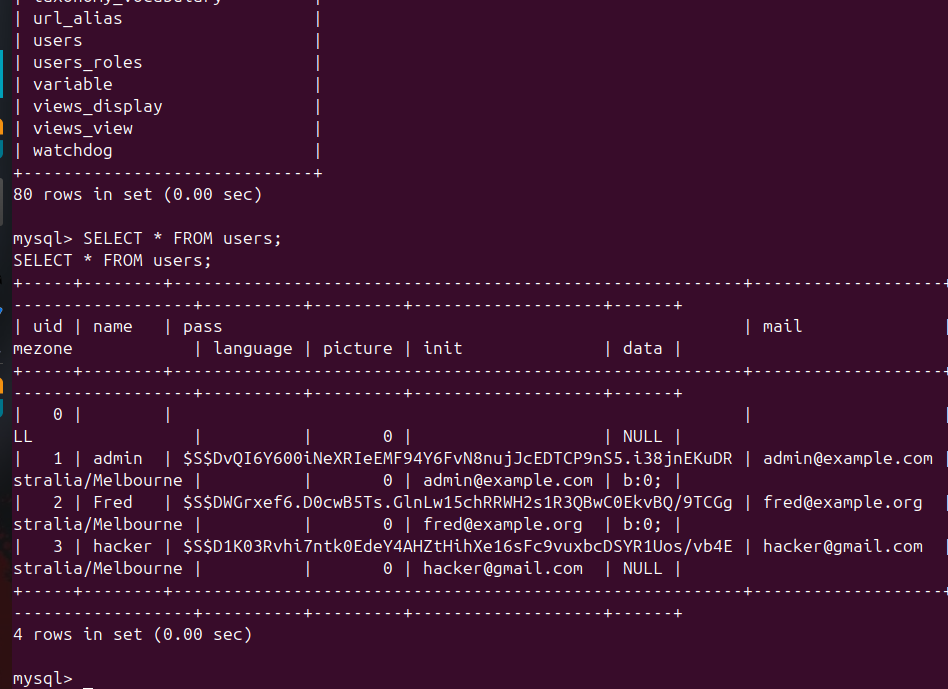 | url_alias                   |
| users                       |
| users_roles                 |
| variable                    |
| views_display               |
| views_view                  |
| watchdog                    |
+-----------------------------+
80 rows in set (0.00 sec)
mysql> SELECT * FROM users;
SELECT * FROM users;
+-----+--------+---------------------------------------------------------+-------------------
------------------+----------+---------+-------------------+------+
| uid | name   | pass                                                    | mail              |
mezone            | language | picture | init              | data |
+-----+--------+---------------------------------------------------------+-------------------+
------------------+----------+---------+-------------------+------+
|   0 |        |                                                         |                   |
LL                |          |       0 |                   | NULL |
|   1 | admin  | $S$DvQI6Y600iNeXRIeEMF94Y6FvN8nujJcEDTCP9nS5.i38jnEKuDR | admin@example.com |
stralia/Melbourne |          |       0 | admin@example.com | b:0; |
|   2 | Fred   | $S$DWGrxef6.D0cwB5Ts.GlnLw15chRRWH2s1R3QBwC0EkvBQ/9TCGg | fred@example.org  |
stralia/Melbourne |          |       0 | fred@example.org  | b:0; |
|   3 | hacker | $S$D1K03Rvhi7ntk0EdeY4AHZtHihXe16sFc9vuxbcDSYR1Uos/vb4E | hacker@gmail.com  |
stralia/Melbourne |          |       0 | hacker@gmail.com  | NULL |
+-----+--------+---------------------------------------------------------+-------------------+
------------------+----------+---------+-------------------+------+
4 rows in set (0.00 sec)
mysql>